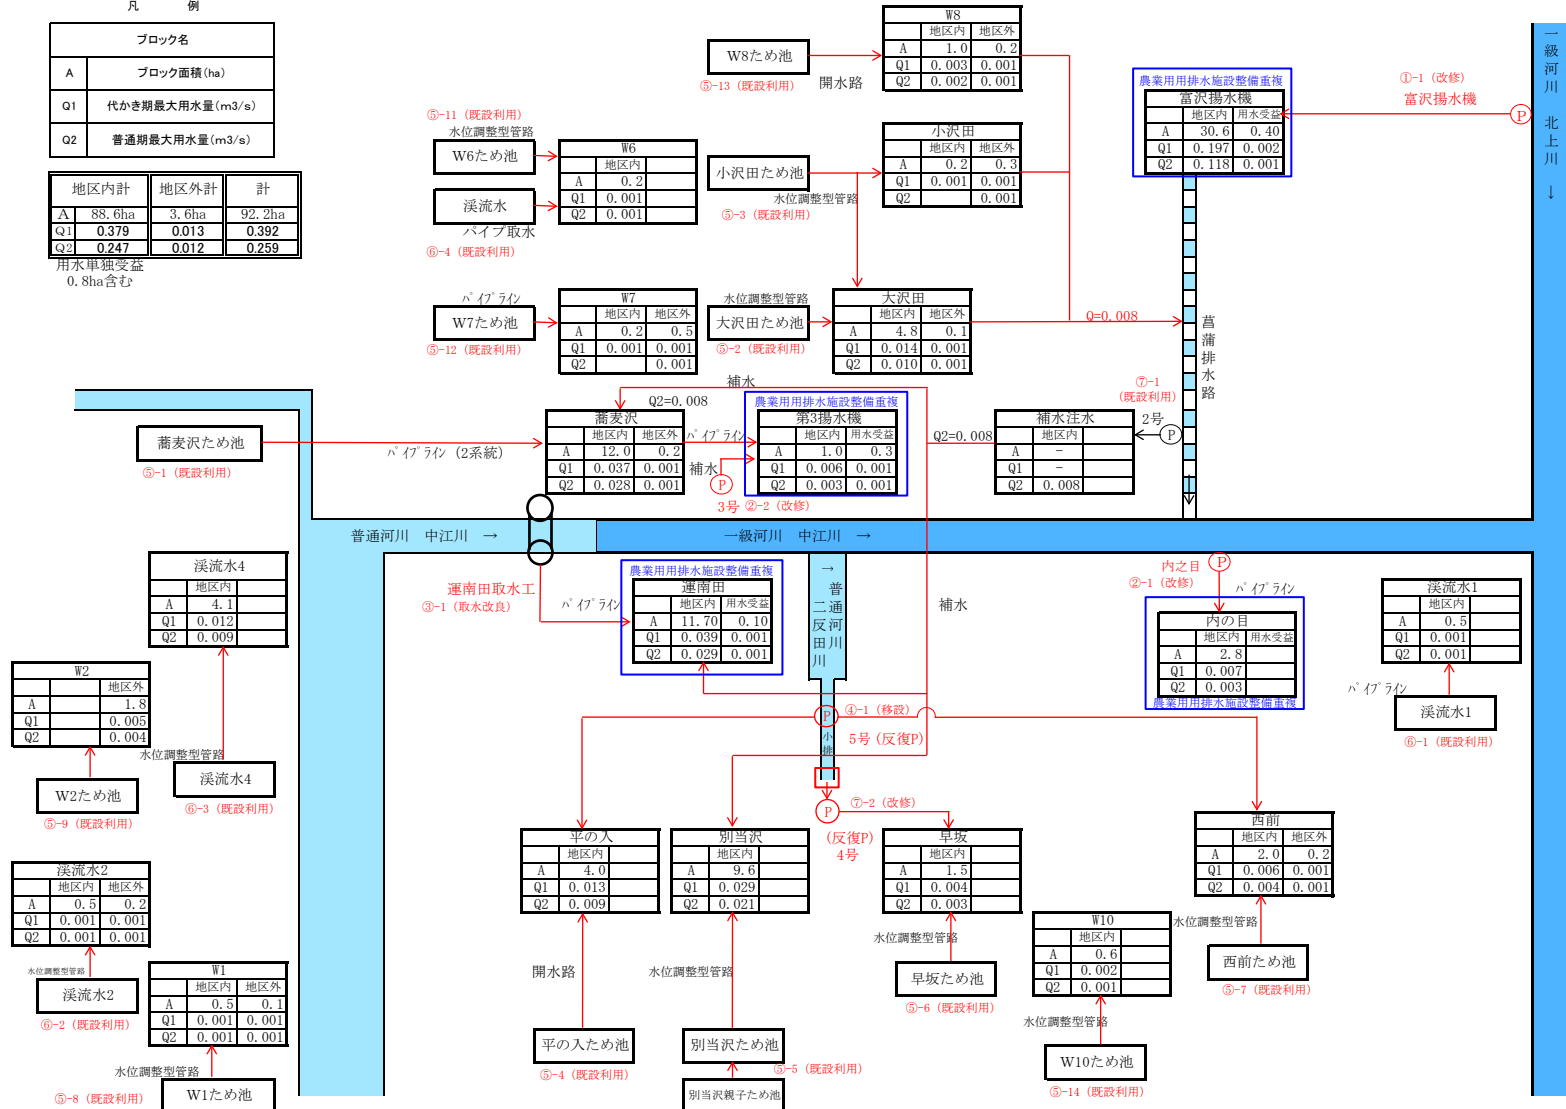 凡　例
ブロック名
A ブロック面積(ha)
Q1 代かき期最大用水量(m3/s)
Q2 普通期最大用水量(m3/s)
地区内計 地区外計 計
A 88.6ha 3.6ha 92.2ha
Q1 0.379 0.013 0.392
Q2 0.247 0.012 0.259
用水単独受益
0.8ha含む
W8ため池
⑤-13 (既設利用)
開水路
W8
地区内 地区外
A 1.0 0.2
Q1 0.003 0.001
Q2 0.002 0.001
⑤-11 (既設利用)
水位調整型管路
W6ため池
渓流水
パイプ取水
⑥-4 (既設利用)
W6
地区内
A 0.2
Q1 0.001
Q2 0.001
小沢田ため池
水位調整型管路
⑤-3 (既設利用)
小沢田
地区内 地区外
A 0.2 0.3
Q1 0.001 0.001
Q2 0.001
パイプライン
W7ため池
⑤-12 (既設利用)
W7
地区内 地区外
A 0.2 0.5
Q1 0.001 0.001
Q2 0.001
水位調整型管路
大沢田ため池
⑤-2 (既設利用)
大沢田
地区内 地区外
A 4.8 0.1
Q1 0.014 0.001
Q2 0.010 0.001
Q=0.008
農業用用排水施設整備重複
富沢揚水機
地区内 用水受益
A 30.6 0.40
Q1 0.197 0.002
Q2 0.118 0.001
①-1 (改修)
富沢揚水機
P
一級河川　北上川　↓
菖蒲排水路
⑦-1
(既設利用)
2号
P
補水注水
地区内
A －
Q1 －
Q2 0.008
Q2=0.008
補水
Q2=0.008
蕎麦沢ため池
⑤-1 (既設利用)
パイプライン (2系統)
蕎麦沢
地区内 地区外
A 12.0 0.2
Q1 0.037 0.001
Q2 0.028 0.001
パイプライン
補水
P
3号 ②-2 (改修)
農業用用排水施設整備重複
第3揚水機
地区内 用水受益
A 1.0 0.3
Q1 0.006 0.001
Q2 0.003 0.001
普通河川　中江川　→
一級河川　中江川　→
運南田取水工
③-1 (取水改良)
パイプライン
農業用用排水施設整備重複
運南田
地区内 用水受益
A 11.70 0.10
Q1 0.039 0.001
Q2 0.029 0.001
→
普通河川
二反田川
小排
補水
内之目
②-1 (改修)
P
パイプライン
内の目
地区内 用水受益
A 2.8
Q1 0.007
Q2 0.003
農業用用排水施設整備重複
渓流水1
地区内
A 0.5
Q1 0.001
Q2 0.001
パイプライン
渓流水1
⑥-1 (既設利用)
渓流水4
地区内
A 4.1
Q1 0.012
Q2 0.009
水位調整型管路
渓流水4
⑥-3 (既設利用)
W2
地区外
A 1.8
Q1 0.005
Q2 0.004
W2ため池
⑤-9 (既設利用)
P
④-1 (移設)
5号 (反復P)
P
⑦-2 (改修)
(反復P)
4号
平の入
地区内
A 4.0
Q1 0.013
Q2 0.009
開水路
平の入ため池
⑤-4 (既設利用)
別当沢
地区内
A 9.6
Q1 0.029
Q2 0.021
水位調整型管路
別当沢ため池
⑤-5 (既設利用)
別当沢親子ため池
早坂
地区内
A 1.5
Q1 0.004
Q2 0.003
水位調整型管路
早坂ため池
⑤-6 (既設利用)
W10
地区内
A 0.6
Q1 0.002
Q2 0.001
水位調整型管路
W10ため池
⑤-14 (既設利用)
西前
地区内 地区外
A 2.0 0.2
Q1 0.006 0.001
Q2 0.004 0.001
水位調整型管路
西前ため池
⑤-7 (既設利用)
渓流水2
地区内 地区外
A 0.5 0.2
Q1 0.001 0.001
Q2 0.001 0.001
水位調整型管路
渓流水2
⑥-2 (既設利用)
W1
地区内 地区外
A 0.5 0.1
Q1 0.001 0.001
Q2 0.001 0.001
水位調整型管路
⑤-8 (既設利用)
W1ため池